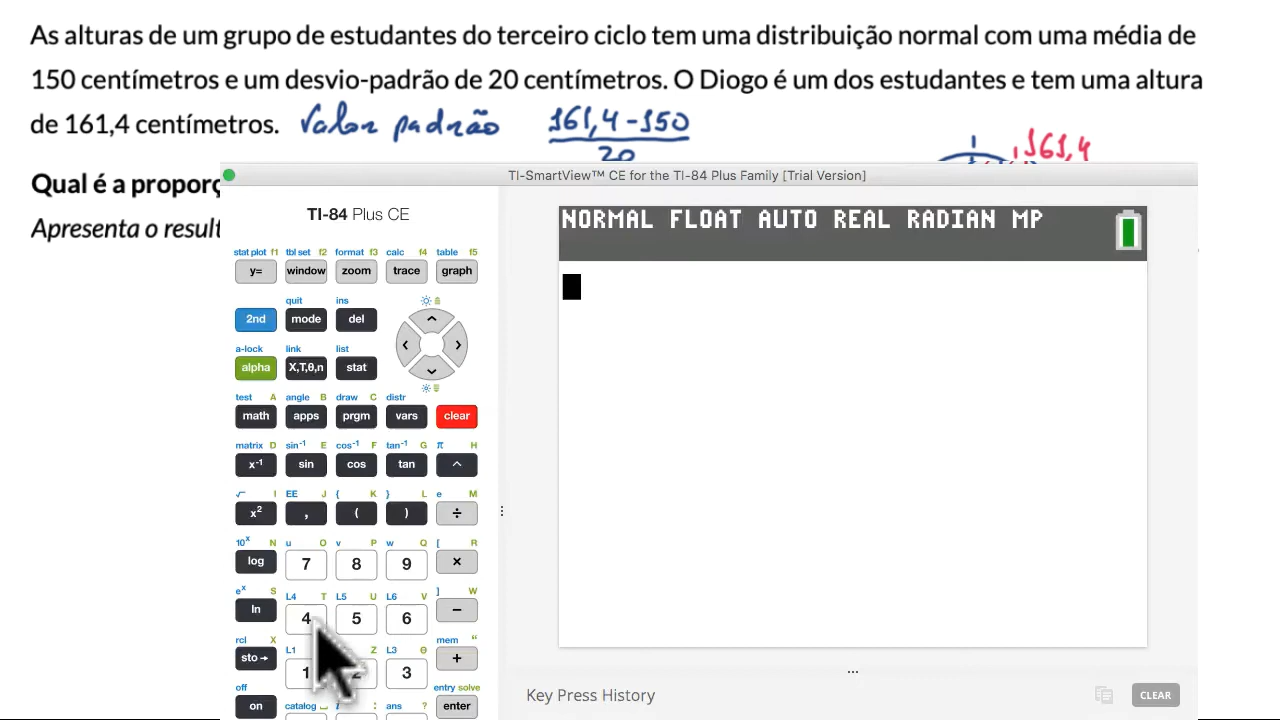 As alturas de um grupo de estudantes do terceiro ciclo tem uma distribuição normal com uma média de
150 centímetros e um desvio-padrão de 20 centímetros. O Diogo é um dos estudantes e tem uma altura
de 161,4 centímetros. Valor padrão 161,4 - 150
20
161,4
Qual é a propor
Apresenta o result
TI-SmartView™ CE for the TI-84 Plus Family [Trial Version]
TI-84 Plus CE
NORMAL FLOAT AUTO REAL RADIAN MP
stat plot f1 tbl set f2 format f3 calc f4 table f5
y= window zoom trace graph
quit ins
2nd mode del
a-lock link list
alpha X,T,θ,n stat
test A angle B draw C distr
math apps prgm vars clear
matrix D sin⁻¹ E cos⁻¹ F tan⁻¹ G π H
x⁻¹ sin cos tan ^
√ I EE J { K } L e M
x² , ( ) ÷
10ˣ N u O v P w Q [ R
log 7 8 9 ×
eˣ S L4 T L5 U L6 V ] W
ln 4 5 6 −
rcl X L1 Z L3 θ mem “
sto→ 1 2 3 +
off catalog i : ans ? entry solve
on enter
Key Press History
CLEAR